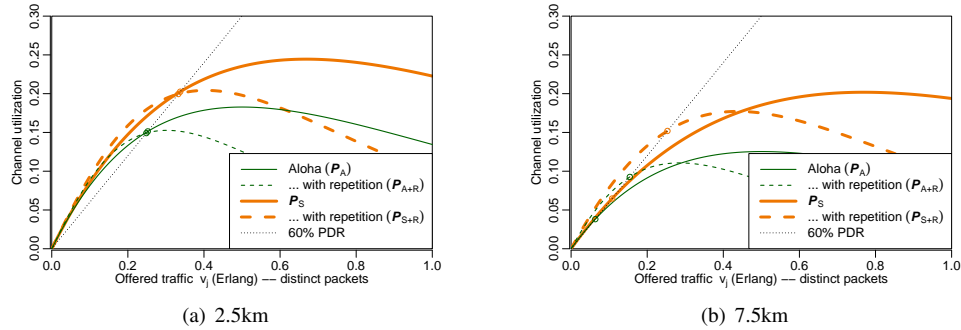 0.30
0.25
0.20
0.15
0.10
0.05
0.00
Channel utilization
Aloha (P_A)
... with repetition (P_A+R)
P_S
... with repetition (P_S+R)
60% PDR
0.0 0.2 0.4 0.6 0.8 1.0
Offered traffic v_j (Erlang) –– distinct packets
(a) 2.5km
0.30
0.25
0.20
0.15
0.10
0.05
0.00
Channel utilization
Aloha (P_A)
... with repetition (P_A+R)
P_S
... with repetition (P_S+R)
60% PDR
0.0 0.2 0.4 0.6 0.8 1.0
Offered traffic v_j (Erlang) –– distinct packets
(b) 7.5km